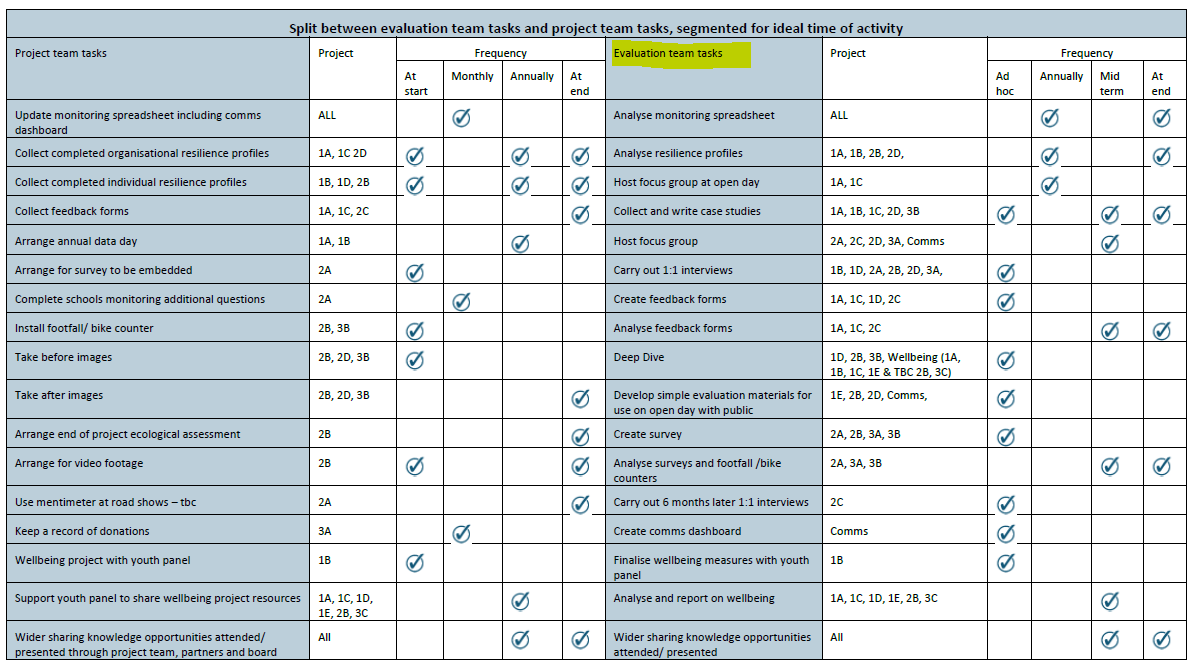 Split between evaluation team tasks and project team tasks, segmented for ideal time of activity
Project team tasks Project Frequency Evaluation team tasks Project Frequency
At start Monthly Annually At end Ad hoc Annually Mid term At end
Update monitoring spreadsheet including comms dashboard ALL Analyse monitoring spreadsheet ALL
Collect completed organisational resilience profiles 1A, 1C 2D Analyse resilience profiles 1A, 1B, 2B, 2D,
Collect completed individual resilience profiles 1B, 1D, 2B Host focus group at open day 1A, 1C
Collect feedback forms 1A, 1C, 2C Collect and write case studies 1A, 1B, 1C, 2D, 3B
Arrange annual data day 1A, 1B Host focus group 2A, 2C, 2D, 3A, Comms
Arrange for survey to be embedded 2A Carry out 1:1 interviews 1B, 1D, 2A, 2B, 2D, 3A,
Complete schools monitoring additional questions 2A Create feedback forms 1A, 1C, 1D, 2C
Install footfall/ bike counter 2B, 3B Analyse feedback forms 1A, 1C, 2C
Take before images 2B, 2D, 3B Deep Dive 1D, 2B, 3B, Wellbeing (1A, 1B, 1C, 1E & TBC 2B, 3C)
Take after images 2B, 2D, 3B Develop simple evaluation materials for use on open day with public 1E, 2B, 2D, Comms,
Arrange end of project ecological assessment 2B Create survey 2A, 2B, 3A, 3B
Arrange for video footage 2B Analyse surveys and footfall /bike counters 2A, 3A, 3B
Use mentimeter at road shows – tbc 2A Carry out 6 months later 1:1 interviews 2C
Keep a record of donations 3A Create comms dashboard Comms
Wellbeing project with youth panel 1B Finalise wellbeing measures with youth panel 1B
Support youth panel to share wellbeing project resources 1A, 1C, 1D, 1E, 2B, 3C Analyse and report on wellbeing 1A, 1C, 1D, 1E, 2B, 3C
Wider sharing knowledge opportunities attended/ presented through project team, partners and board All Wider sharing knowledge opportunities attended/ presented All